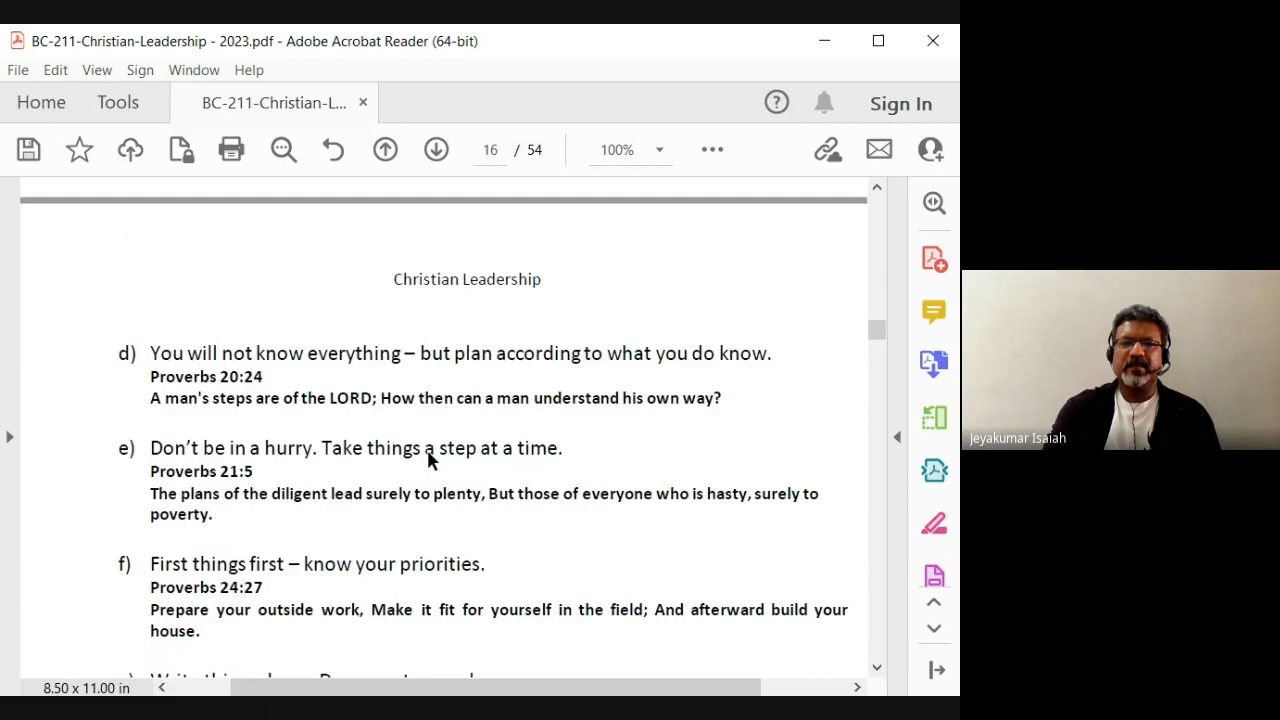 BC-211-Christian-Leadership - 2023.pdf - Adobe Acrobat Reader (64-bit)
File Edit View Sign Window Help
Home Tools BC-211-Christian-L... × Sign In
16 / 54 100%
Christian Leadership
d) You will not know everything – but plan according to what you do know.
Proverbs 20:24
A man's steps are of the LORD; How then can a man understand his own way?
e) Don’t be in a hurry. Take things a step at a time.
Proverbs 21:5
The plans of the diligent lead surely to plenty, But those of everyone who is hasty, surely to
poverty.
f) First things first – know your priorities.
Proverbs 24:27
Prepare your outside work, Make it fit for yourself in the field; And afterward build your
house.
8.50 x 11.00 in
Jeyakumar Isaiah